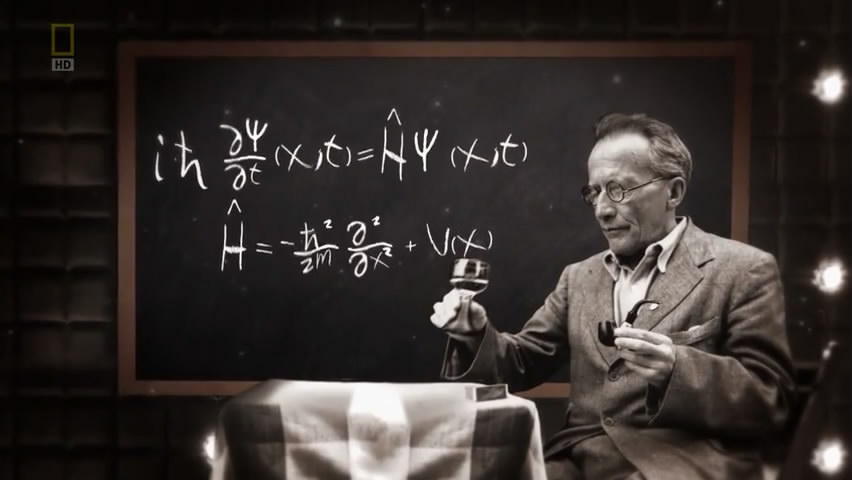 HD
iħ ∂Ψ/∂t (x,t) = Ĥ Ψ (x,t)
Ĥ = -ħ²/2m ∂²/∂x² + V(x)